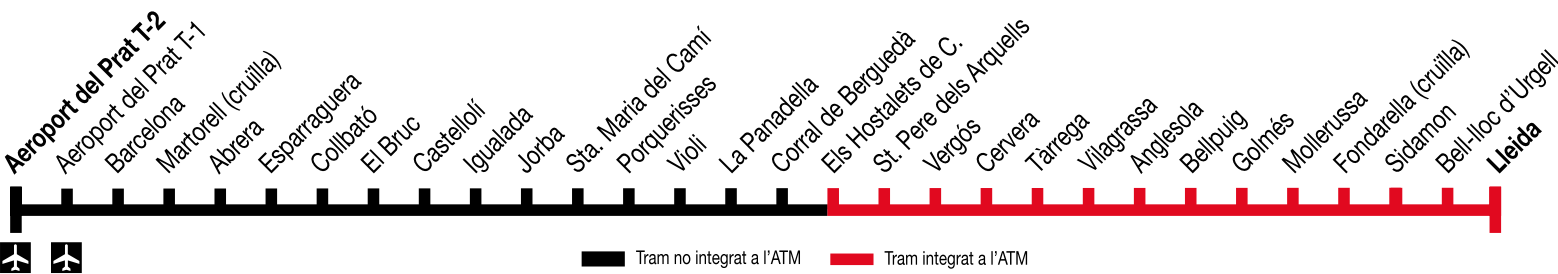 Aeroport del Prat T-2
Aeroport del Prat T-1
Barcelona
Martorell (cruïlla)
Abrera
Esparraguera
Collbató
El Bruc
Castellolí
Igualada
Jorba
Sta. Maria del Camí
Porquerisses
Violi
La Panadella
Corral de Berguedà
Els Hostalets de C.
St. Pere dels Arquells
Vergós
Cervera
Tàrrega
Vilagrassa
Anglesola
Bellpuig
Golmés
Mollerussa
Fondarella (cruïlla)
Sidamon
Bell-lloc d'Urgell
Lleida
Tram no integrat a l'ATM
Tram integrat a l'ATM